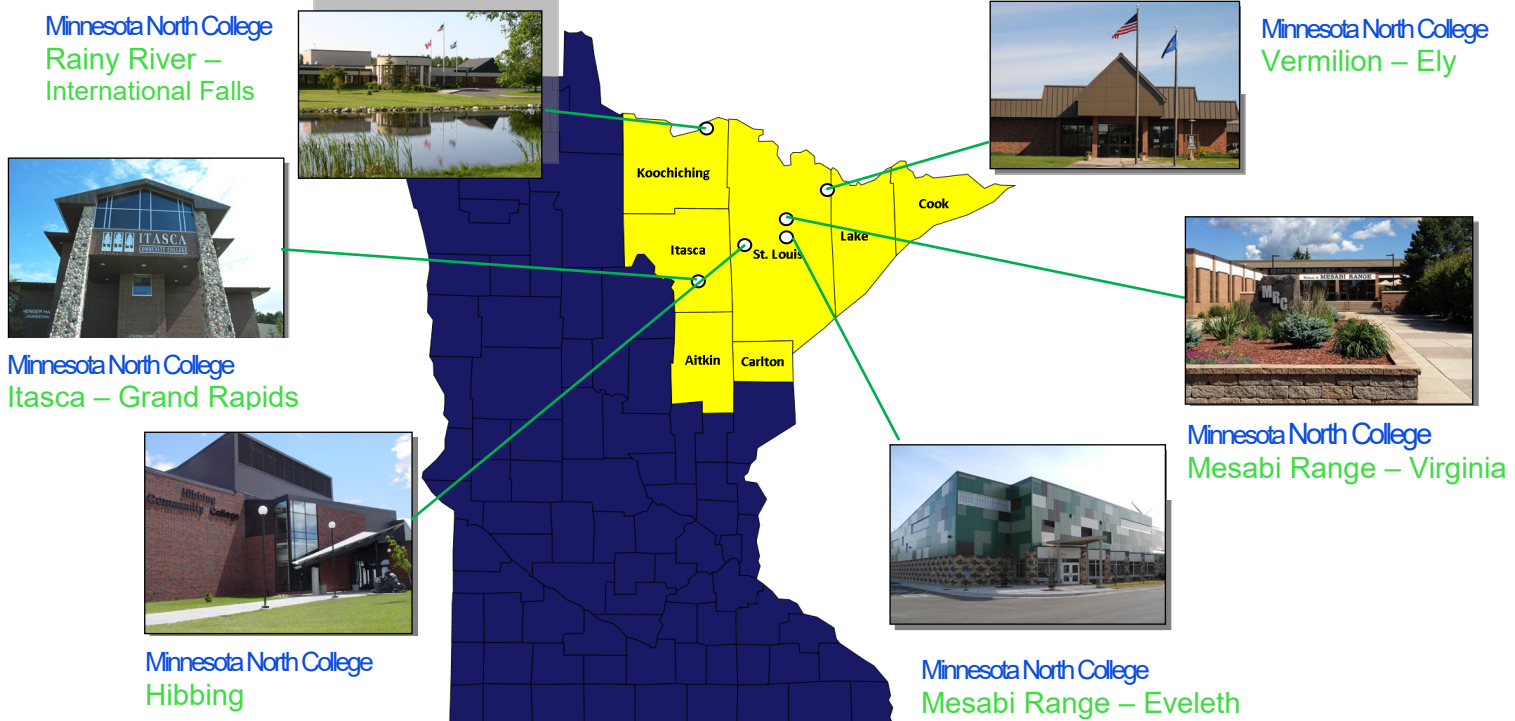 Minnesota North College
Rainy River –
International Falls
Minnesota North College
Vermilion – Ely
ITASCA
COMMUNITY COLLEGE
Minnesota North College
Itasca – Grand Rapids
Koochiching
Itasca
St. Louis
Lake
Cook
Aitkin
Carlton
MESABI RANGE
MRC
Minnesota North College
Mesabi Range – Virginia
Hibbing
Community College
Minnesota North College
Hibbing
Minnesota North College
Mesabi Range – Eveleth